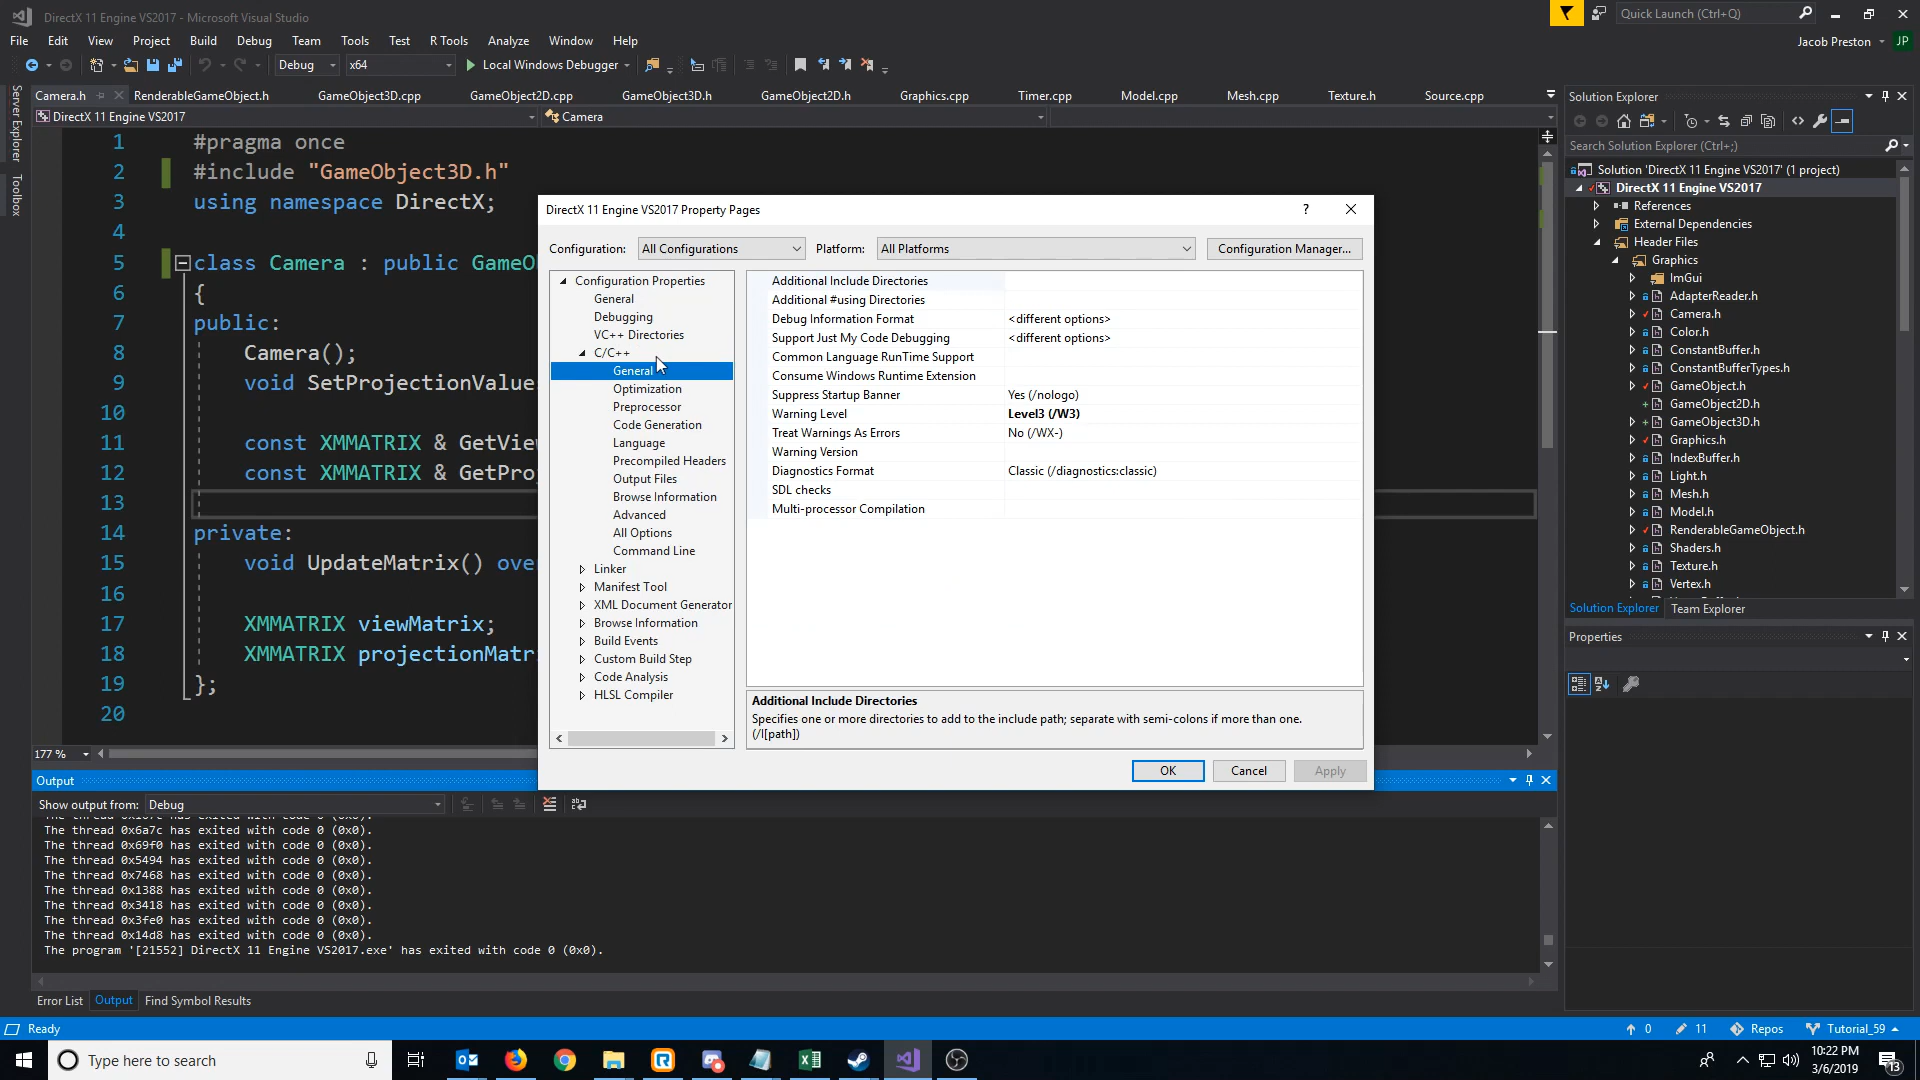 DirectX 11 Engine VS2017 - Microsoft Visual Studio
Quick Launch (Ctrl+Q)
File Edit View Project Build Debug Team Tools Test R Tools Analyze Window Help
Jacob Preston JP
Debug x64 Local Windows Debugger
Server Explorer
Toolbox
Camera.h RenderableGameObject.h GameObject3D.cpp GameObject2D.cpp GameObject3D.h GameObject2D.h Graphics.cpp Timer.cpp Model.cpp Mesh.cpp Texture.h Source.cpp
DirectX 11 Engine VS2017 Camera
1 #pragma once
2 #include "GameObject3D.h"
3 using namespace DirectX;
4
5 class Camera : public GameO
6 {
7 public:
8 Camera();
9 void SetProjectionValue
10
11 const XMMATRIX & GetVie
12 const XMMATRIX & GetPro
13
14 private:
15 void UpdateMatrix() ove
16
17 XMMATRIX viewMatrix;
18 XMMATRIX projectionMatr
19 };
20
177 %
DirectX 11 Engine VS2017 Property Pages
?
Configuration: All Configurations Platform: All Platforms Configuration Manager...
Configuration Properties
General
Debugging
VC++ Directories
C/C++
General
Optimization
Preprocessor
Code Generation
Language
Precompiled Headers
Output Files
Browse Information
Advanced
All Options
Command Line
Linker
Manifest Tool
XML Document Generator
Browse Information
Build Events
Custom Build Step
Code Analysis
HLSL Compiler
Additional Include Directories
Additional #using Directories
Debug Information Format <different options>
Support Just My Code Debugging <different options>
Common Language RunTime Support
Consume Windows Runtime Extension
Suppress Startup Banner Yes (/nologo)
Warning Level Level3 (/W3)
Treat Warnings As Errors No (/WX-)
Warning Version
Diagnostics Format Classic (/diagnostics:classic)
SDL checks
Multi-processor Compilation
Additional Include Directories
Specifies one or more directories to add to the include path; separate with semi-colons if more than one.
(/I[path])
OK Cancel Apply
Solution Explorer
Search Solution Explorer (Ctrl+;)
Solution 'DirectX 11 Engine VS2017' (1 project)
DirectX 11 Engine VS2017
References
External Dependencies
Header Files
Graphics
ImGui
AdapterReader.h
Camera.h
Color.h
ConstantBuffer.h
ConstantBufferTypes.h
GameObject.h
GameObject2D.h
GameObject3D.h
Graphics.h
IndexBuffer.h
Light.h
Mesh.h
Model.h
RenderableGameObject.h
Shaders.h
Texture.h
Vertex.h
Solution Explorer Team Explorer
Properties
Output
Show output from: Debug
The thread 0x6a7c has exited with code 0 (0x0).
The thread 0x69f0 has exited with code 0 (0x0).
The thread 0x5494 has exited with code 0 (0x0).
The thread 0x7468 has exited with code 0 (0x0).
The thread 0x1388 has exited with code 0 (0x0).
The thread 0x3418 has exited with code 0 (0x0).
The thread 0x3fe0 has exited with code 0 (0x0).
The thread 0x14d8 has exited with code 0 (0x0).
The program '[21552] DirectX 11 Engine VS2017.exe' has exited with code 0 (0x0).
Error List Output Find Symbol Results
Ready 0 11 Repos Tutorial_59
Type here to search
10:22 PM
3/6/2019
13